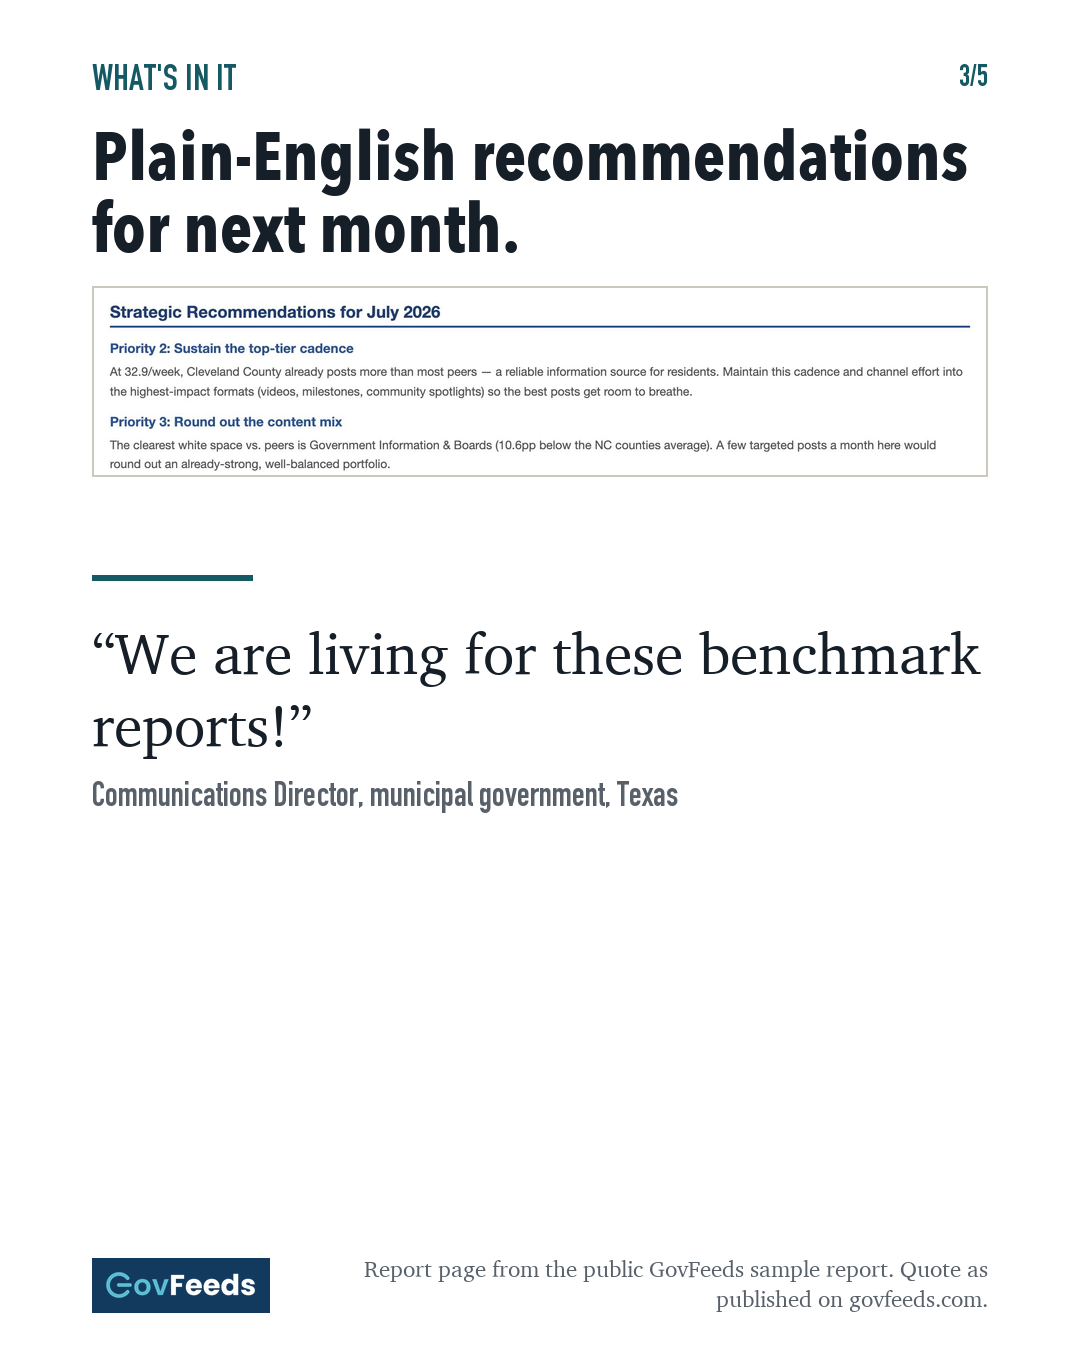 WHAT'S IN IT
3/5
Plain-English recommendations
for next month.
Strategic Recommendations for July 2026
Priority 2: Sustain the top-tier cadence
At 32.9/week, Cleveland County already posts more than most peers — a reliable information source for residents. Maintain this cadence and channel effort into
the highest-impact formats (videos, milestones, community spotlights) so the best posts get room to breathe.
Priority 3: Round out the content mix
The clearest white space vs. peers is Government Information & Boards (10.6pp below the NC counties average). A few targeted posts a month here would
round out an already-strong, well-balanced portfolio.
“We are living for these benchmark
reports!”
Communications Director, municipal government, Texas
GovFeeds
Report page from the public GovFeeds sample report. Quote as
published on govfeeds.com.